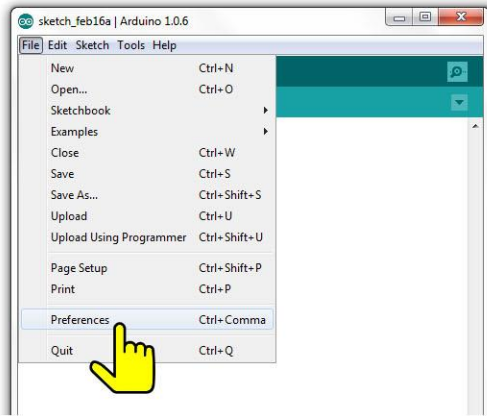 sketch_feb16a | Arduino 1.0.6
File Edit Sketch Tools Help
New Ctrl+N
Open... Ctrl+O
Sketchbook
Examples
Close Ctrl+W
Save Ctrl+S
Save As... Ctrl+Shift+S
Upload Ctrl+U
Upload Using Programmer Ctrl+Shift+U
Page Setup Ctrl+Shift+P
Print Ctrl+P
Preferences Ctrl+Comma
Quit Ctrl+Q